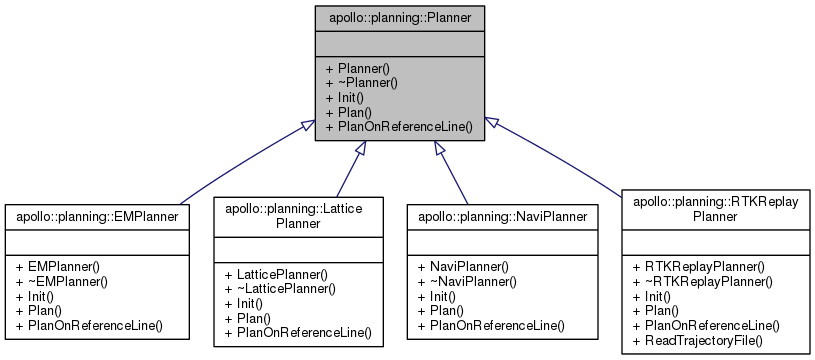 apollo::planning::Planner
+ Planner()
+ ~Planner()
+ Init()
+ Plan()
+ PlanOnReferenceLine()
apollo::planning::EMPlanner
+ EMPlanner()
+ ~EMPlanner()
+ Init()
+ Plan()
+ PlanOnReferenceLine()
apollo::planning::Lattice
Planner
+ LatticePlanner()
+ ~LatticePlanner()
+ Init()
+ Plan()
+ PlanOnReferenceLine()
apollo::planning::NaviPlanner
+ NaviPlanner()
+ ~NaviPlanner()
+ Init()
+ Plan()
+ PlanOnReferenceLine()
apollo::planning::RTKReplay
Planner
+ RTKReplayPlanner()
+ ~RTKReplayPlanner()
+ Init()
+ Plan()
+ PlanOnReferenceLine()
+ ReadTrajectoryFile()